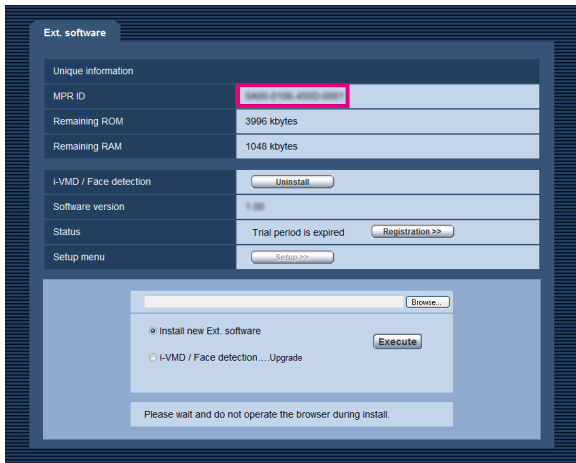 Ext. software
Unique information
MPR ID
Remaining ROM 3996 kbytes
Remaining RAM 1048 kbytes
i-VMD / Face detection Uninstall
Software version
Status Trial period is expired Registration >>
Setup menu Setup >>
Browse...
Install new Ext. software
Execute
i-VMD / Face detection....Upgrade
Please wait and do not operate the browser during install.